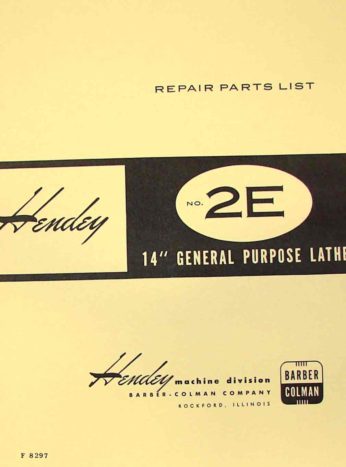 REPAIR PARTS LIST
Hendey
NO. 2E
14" GENERAL PURPOSE LATHE
Hendey machine division
BARBER-COLMAN COMPANY
ROCKFORD, ILLINOIS
BARBER
COLMAN
F 8297